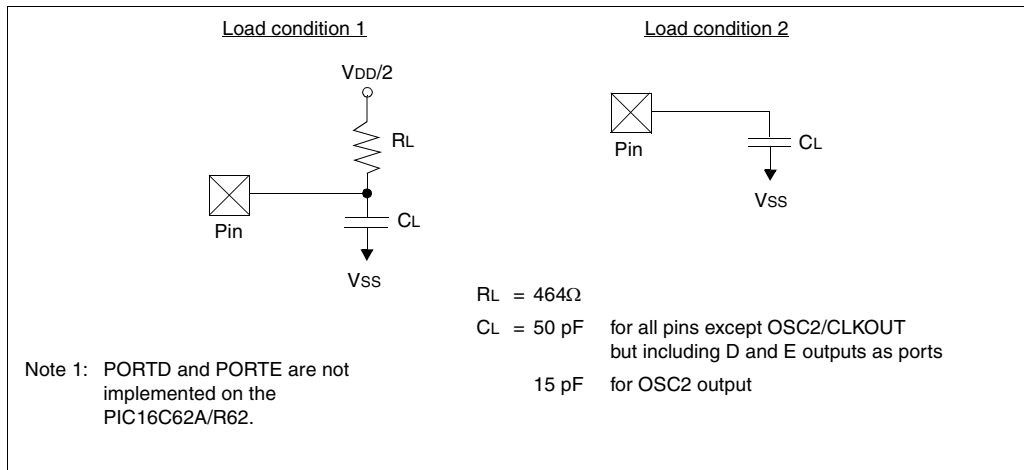 Load condition 1
VDD/2
RL
Pin
CL
VSS
Load condition 2
Pin
CL
VSS
RL = 464Ω
CL = 50 pF for all pins except OSC2/CLKOUT
but including D and E outputs as ports
15 pF for OSC2 output
Note 1: PORTD and PORTE are not
implemented on the
PIC16C62A/R62.